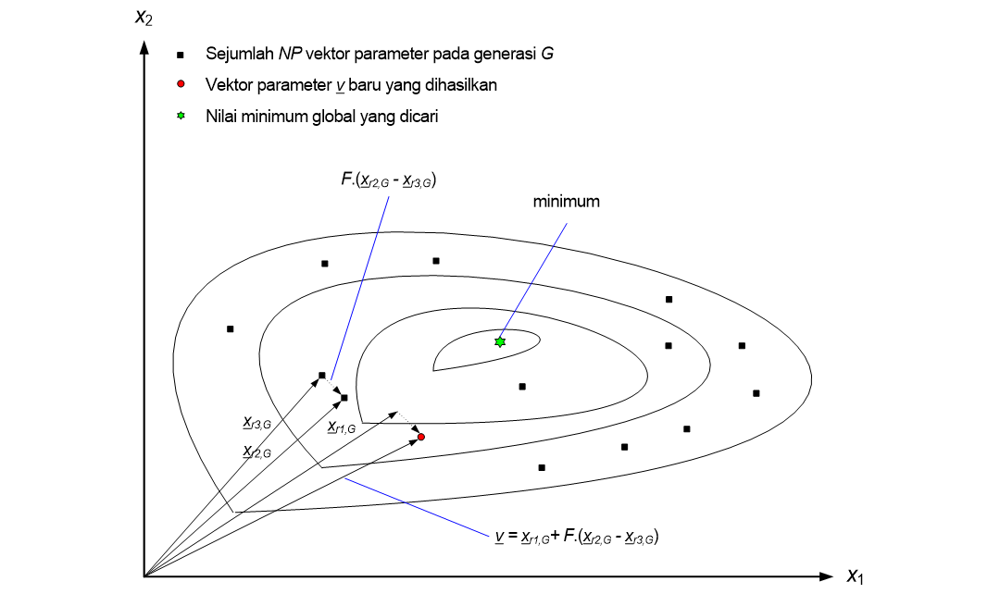 x2
Sejumlah NP vektor parameter pada generasi G
Vektor parameter v baru yang dihasilkan
Nilai minimum global yang dicari
F.(xr2,G - xr3,G)
minimum
xr3,G
xr1,G
xr2,G
v = xr1,G+ F.(xr2,G - xr3,G)
x1